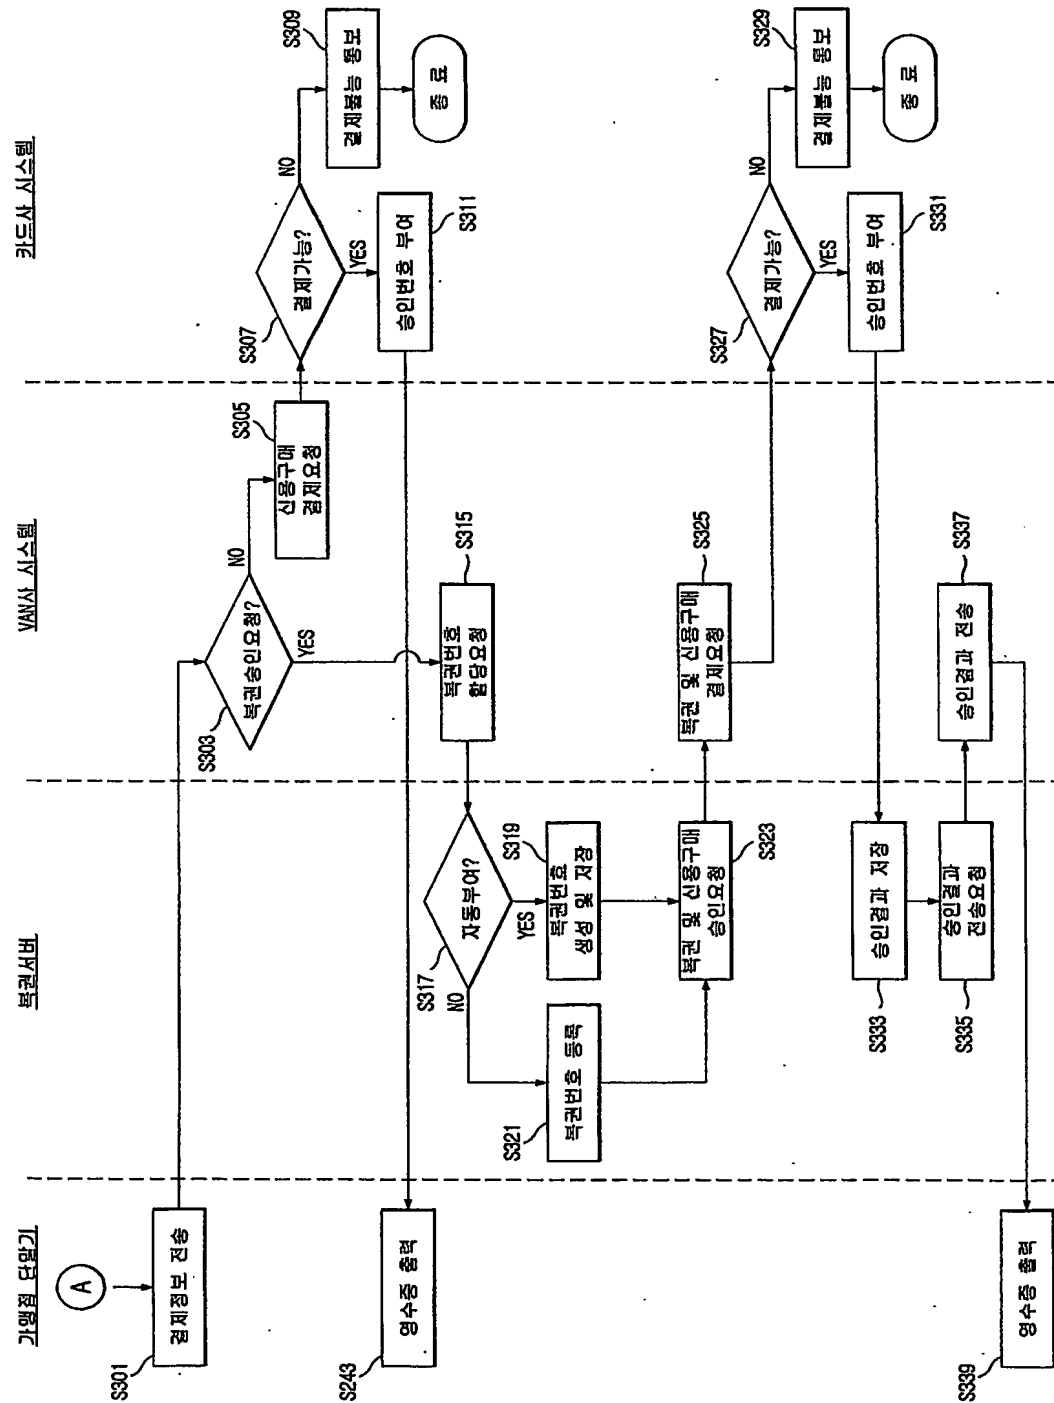 가맹점 단말기
복권서버
VAN사 시스템
카드사 시스템
A
결제정보 전송
S301
복권승인요청?
S303
NO
YES
신용구매
결제요청
S305
결제가능?
S307
NO
YES
결제불능 통보
S309
종료
승인번호 부여
S311
영수증 출력
S243
복권번호
할당요청
S315
자동부여?
S317
NO
YES
복권번호
생성 및 저장
S319
복권번호 등록
S321
복권 및 신용구매
승인요청
S323
복권 및 신용구매
결제요청
S325
결제가능?
S327
NO
YES
결제불능 통보
S329
종료
승인번호 부여
S331
승인결과 저장
S333
승인결과
전송요청
S335
승인결과 전송
S337
영수증 출력
S339